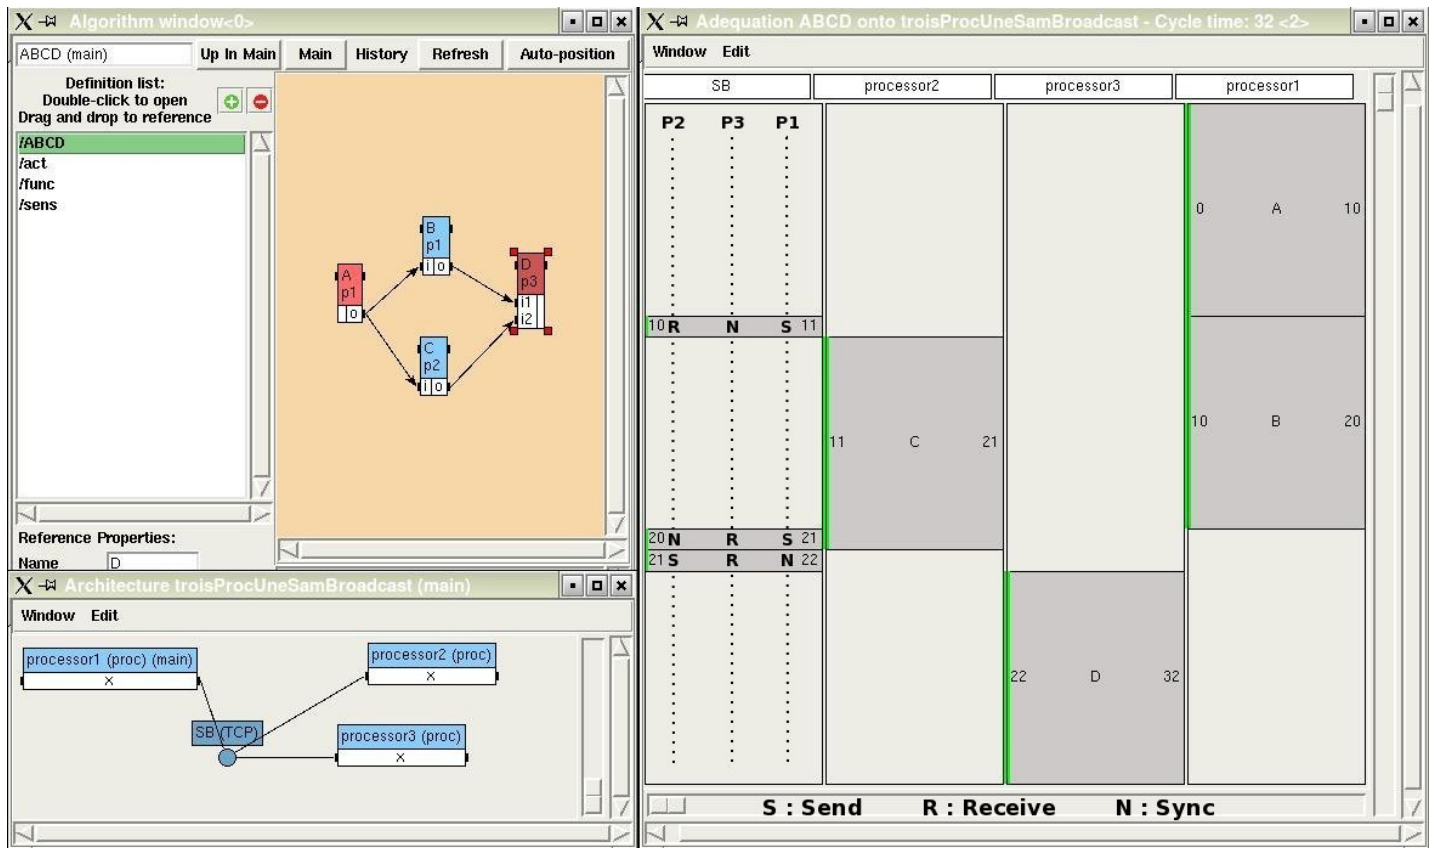 Algorithm window<0>
ABCD (main) Up In Main Main History Refresh Auto-position
Definition list:
Double-click to open
Drag and drop to reference
/ABCD
/act
/func
/sens
B
p1
i o
A
p1
o
D
p3
i1
i2
C
p2
i o
Reference Properties:
Name D
Architecture troisProcUneSamBroadcast (main)
Window Edit
processor1 (proc) (main)
X
processor2 (proc)
X
SB (TCP)
processor3 (proc)
X
Adequation ABCD onto troisProcUneSamBroadcast - Cycle time: 32 <2>
Window Edit
SB processor2 processor3 processor1
P2 P3 P1
0 A 10
10 R N S 11
11 C 21
10 B 20
20 N R S 21
21 S R N 22
22 D 32
S : Send R : Receive N : Sync